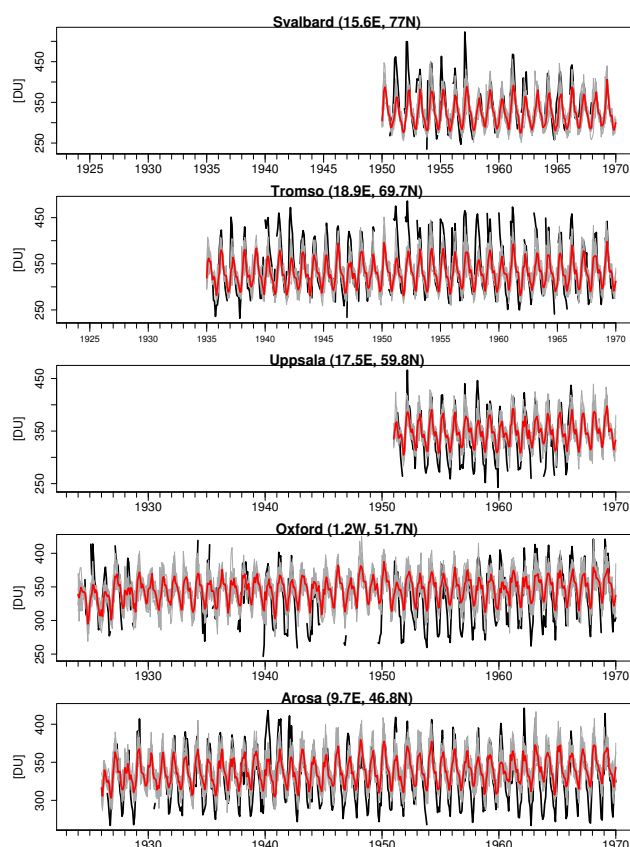 Svalbard (15.6E, 77N)
[DU]
250 350 450
1925 1930 1935 1940 1945 1950 1955 1960 1965 1970
Tromso (18.9E, 69.7N)
[DU]
250 350 450
1925 1930 1935 1940 1945 1950 1955 1960 1965 1970
Uppsala (17.5E, 59.8N)
[DU]
250 350 450
1930 1940 1950 1960 1970
Oxford (1.2W, 51.7N)
[DU]
250 300 350 400
1930 1940 1950 1960 1970
Arosa (9.7E, 46.8N)
[DU]
300 350 400
1930 1940 1950 1960 1970